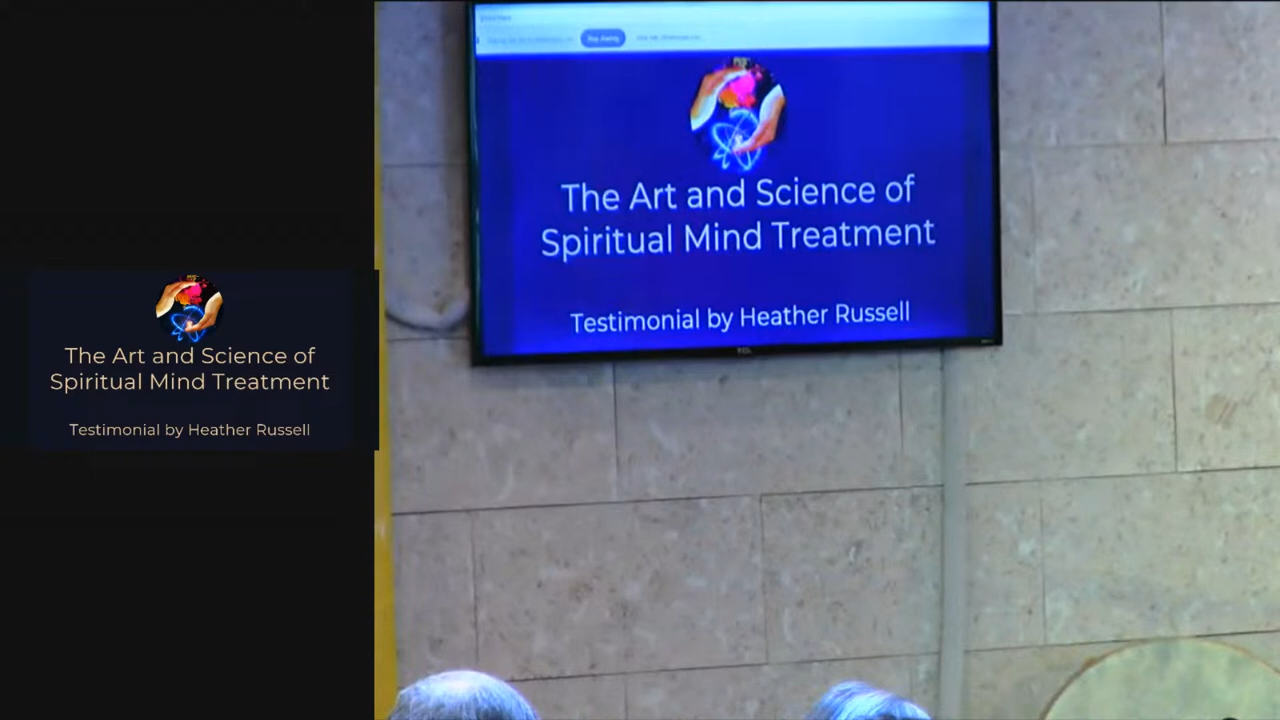 The Art and Science of
Spiritual Mind Treatment
Testimonial by Heather Russell
The Art and Science of
Spiritual Mind Treatment
Testimonial by Heather Russell
TCL